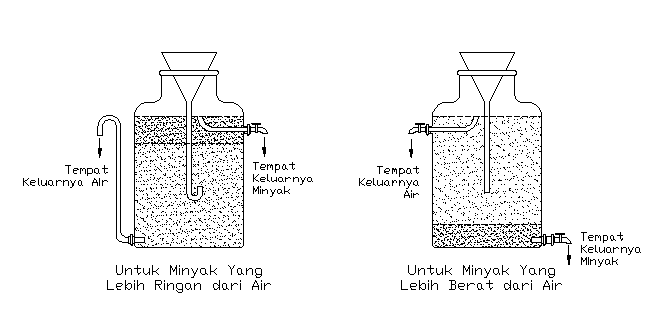 Tempat
Keluarnya Air
Tempat
Keluarnya
Minyak
Untuk Minyak Yang
Lebih Ringan dari Air
Tempat
Keluarnya
Air
Tempat
Keluarnya
Minyak
Untuk Minyak Yang
Lebih Berat dari Air